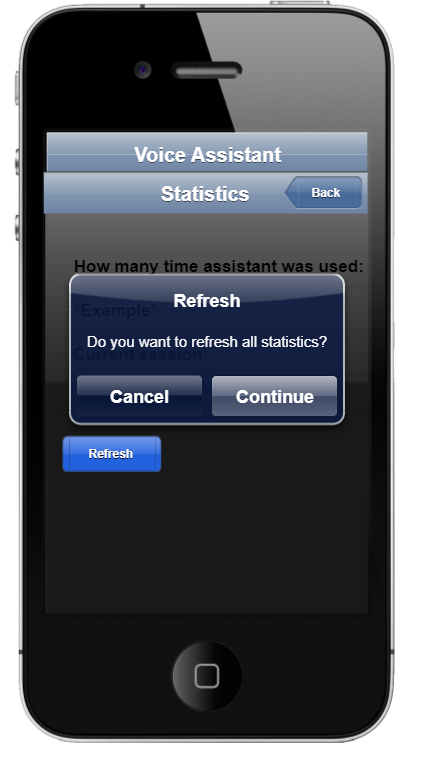 Voice Assistant
Statistics
Back
How many time assistant was used:
Refresh
*Example*
Do you want to refresh all statistics?
Current session:
Cancel
Continue
Refresh